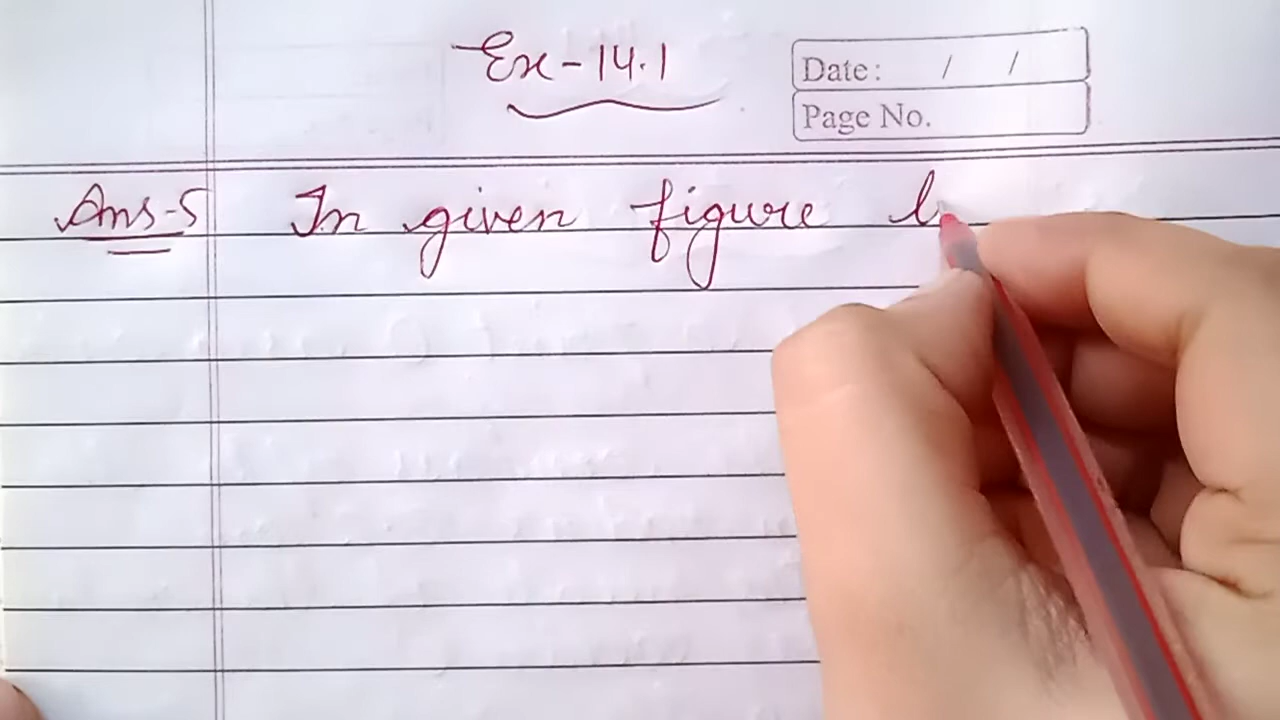 Ex-14.1
Date: / /
Page No.
Ans-5 In given figure